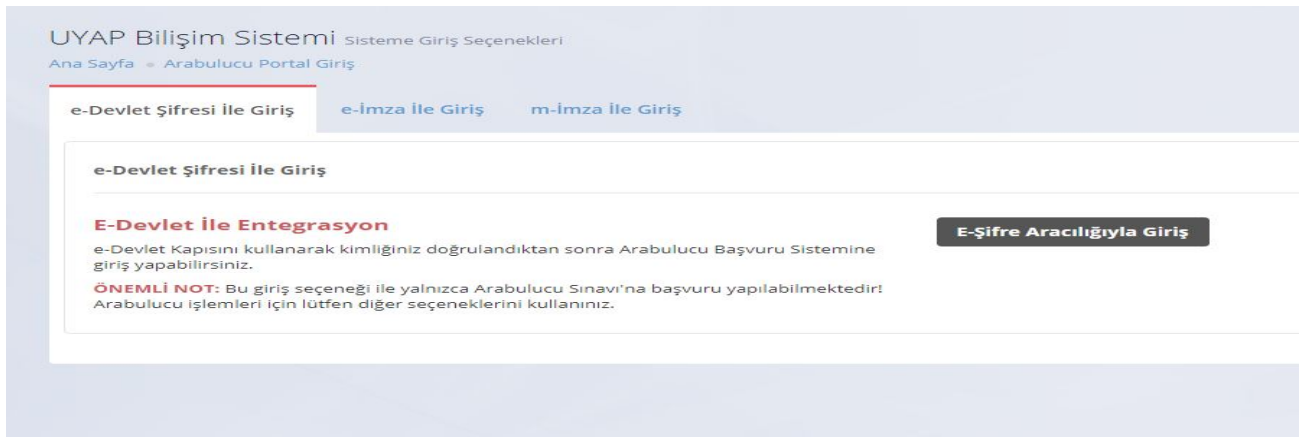 UYAP Bilişim Sistemi Sisteme Giriş Seçenekleri
Ana Sayfa Arabulucu Portal Giriş
e-Devlet Şifresi İle Giriş e-İmza İle Giriş m-İmza İle Giriş
e-Devlet Şifresi İle Giriş
E-Devlet İle Entegrasyon
E-Şifre Aracılığıyla Giriş
e-Devlet Kapısını kullanarak kimliğiniz doğrulandıktan sonra Arabulucu Başvuru Sistemine
giriş yapabilirsiniz.
ÖNEMLİ NOT: Bu giriş seçeneği ile yalnızca Arabulucu Sınavı'na başvuru yapılabilmektedir!
Arabulucu işlemleri için lütfen diğer seçeneklerini kullanınız.